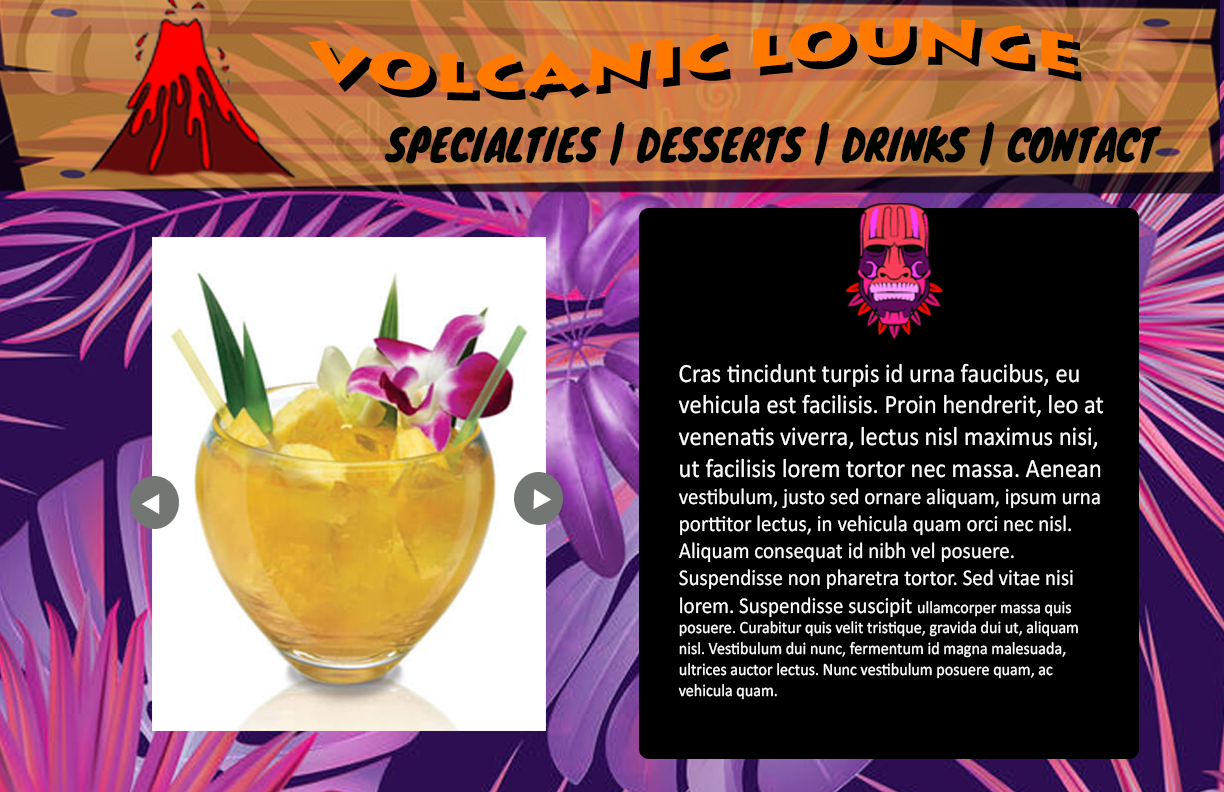 VOLCANIC LOUNGE
SPECIALTIES | DESSERTS | DRINKS | CONTACT
Cras tincidunt turpis id urna faucibus, eu
vehicula est facilisis. Proin hendrerit, leo at
venenatis viverra, lectus nisl maximus nisi,
ut facilisis lorem tortor nec massa. Aenean
vestibulum, justo sed ornare aliquam, ipsum urna
porttitor lectus, in vehicula quam orci nec nisl.
Aliquam consequat id nibh vel posuere.
Suspendisse non pharetra tortor. Sed vitae nisi
lorem. Suspendisse suscipit ullamcorper massa quis
posuere. Curabitur quis velit tristique, gravida dui ut, aliquam
nisl. Vestibulum dui nunc, fermentum id magna malesuada,
ultrices auctor lectus. Nunc vestibulum posuere quam, ac
vehicula quam.